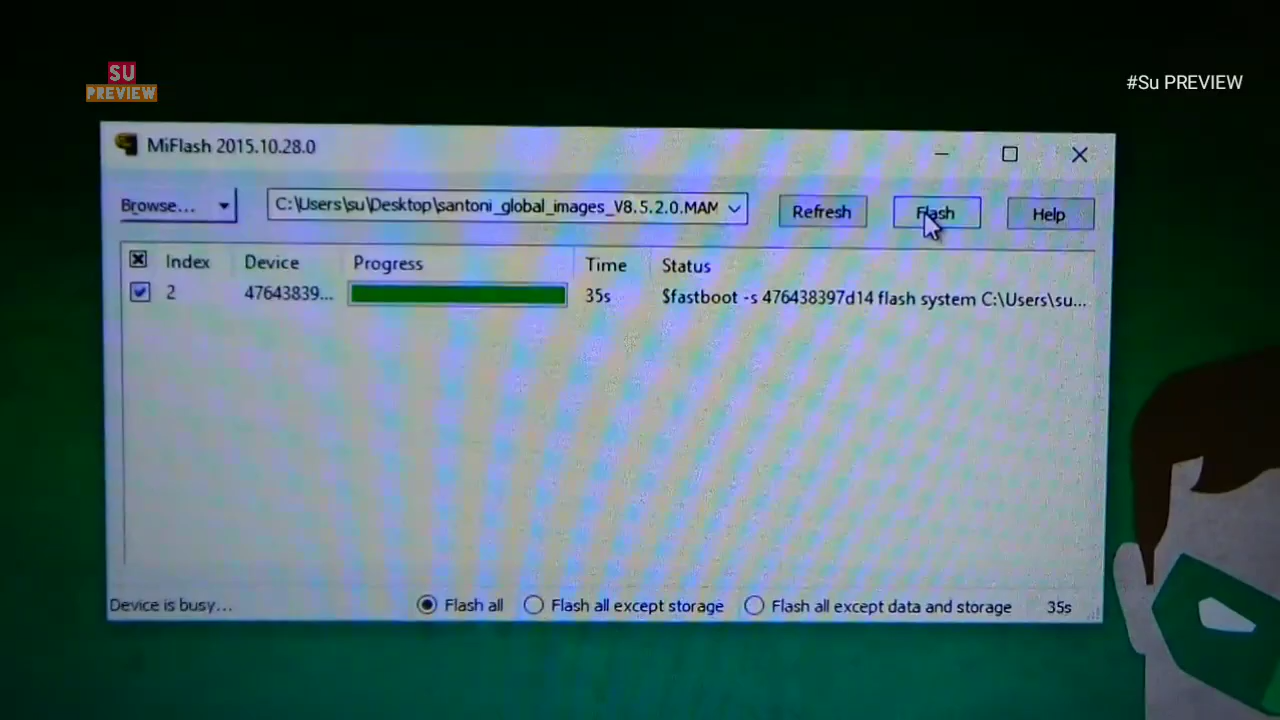 SU
PREVIEW
#Su PREVIEW
MiFlash 2015.10.28.0
Browse...
C:\Users\su\Desktop\santoni_global_images_V8.5.2.0.MAM
Refresh
Flash
Help
Index Device Progress Time Status
2 47643839... 35s $fastboot -s 476438397d14 flash system C:\Users\su...
Device is busy... Flash all Flash all except storage Flash all except data and storage 35s